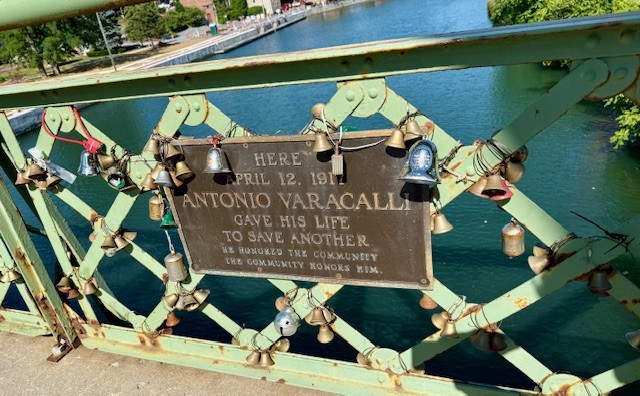 HERE
APRIL 12, 1917
ANTONIO VARACALLI
GAVE HIS LIFE
TO SAVE ANOTHER
HE HONORED THE COMMUNITY
THE COMMUNITY HONORS HIM.